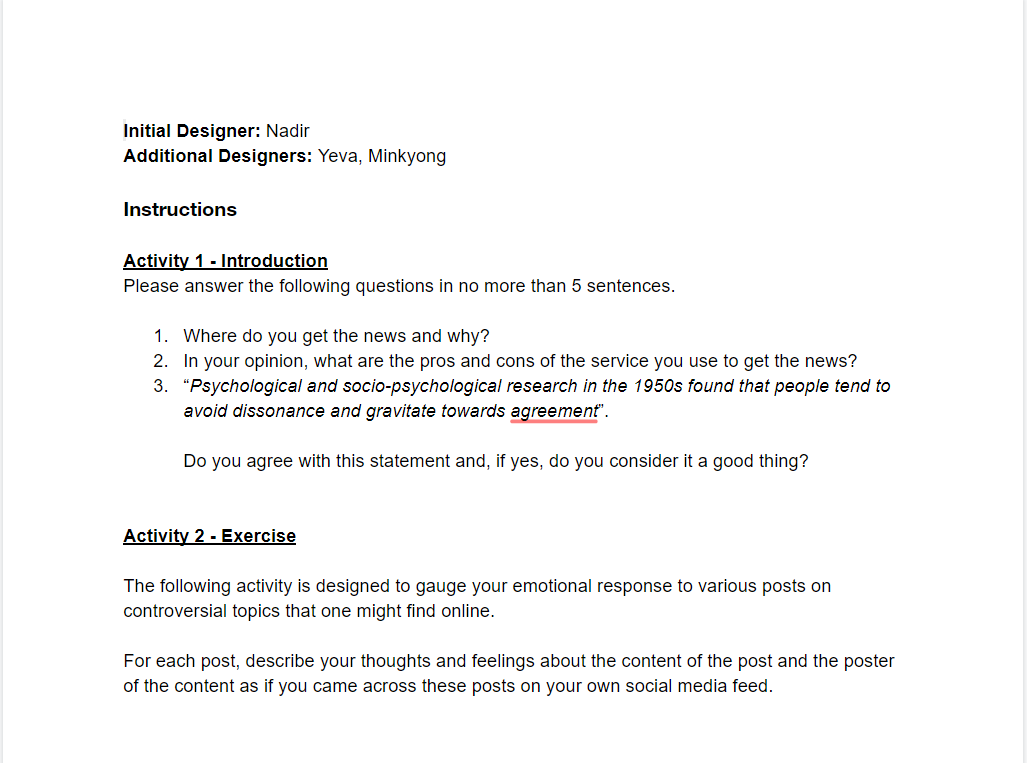 Initial Designer: Nadir
Additional Designers: Yeva, Minkyong
Instructions
Activity 1 - Introduction
Please answer the following questions in no more than 5 sentences.
1. Where do you get the news and why?
2. In your opinion, what are the pros and cons of the service you use to get the news?
3. “Psychological and socio-psychological research in the 1950s found that people tend to
avoid dissonance and gravitate towards agreement”.
Do you agree with this statement and, if yes, do you consider it a good thing?
Activity 2 - Exercise
The following activity is designed to gauge your emotional response to various posts on
controversial topics that one might find online.
For each post, describe your thoughts and feelings about the content of the post and the poster
of the content as if you came across these posts on your own social media feed.